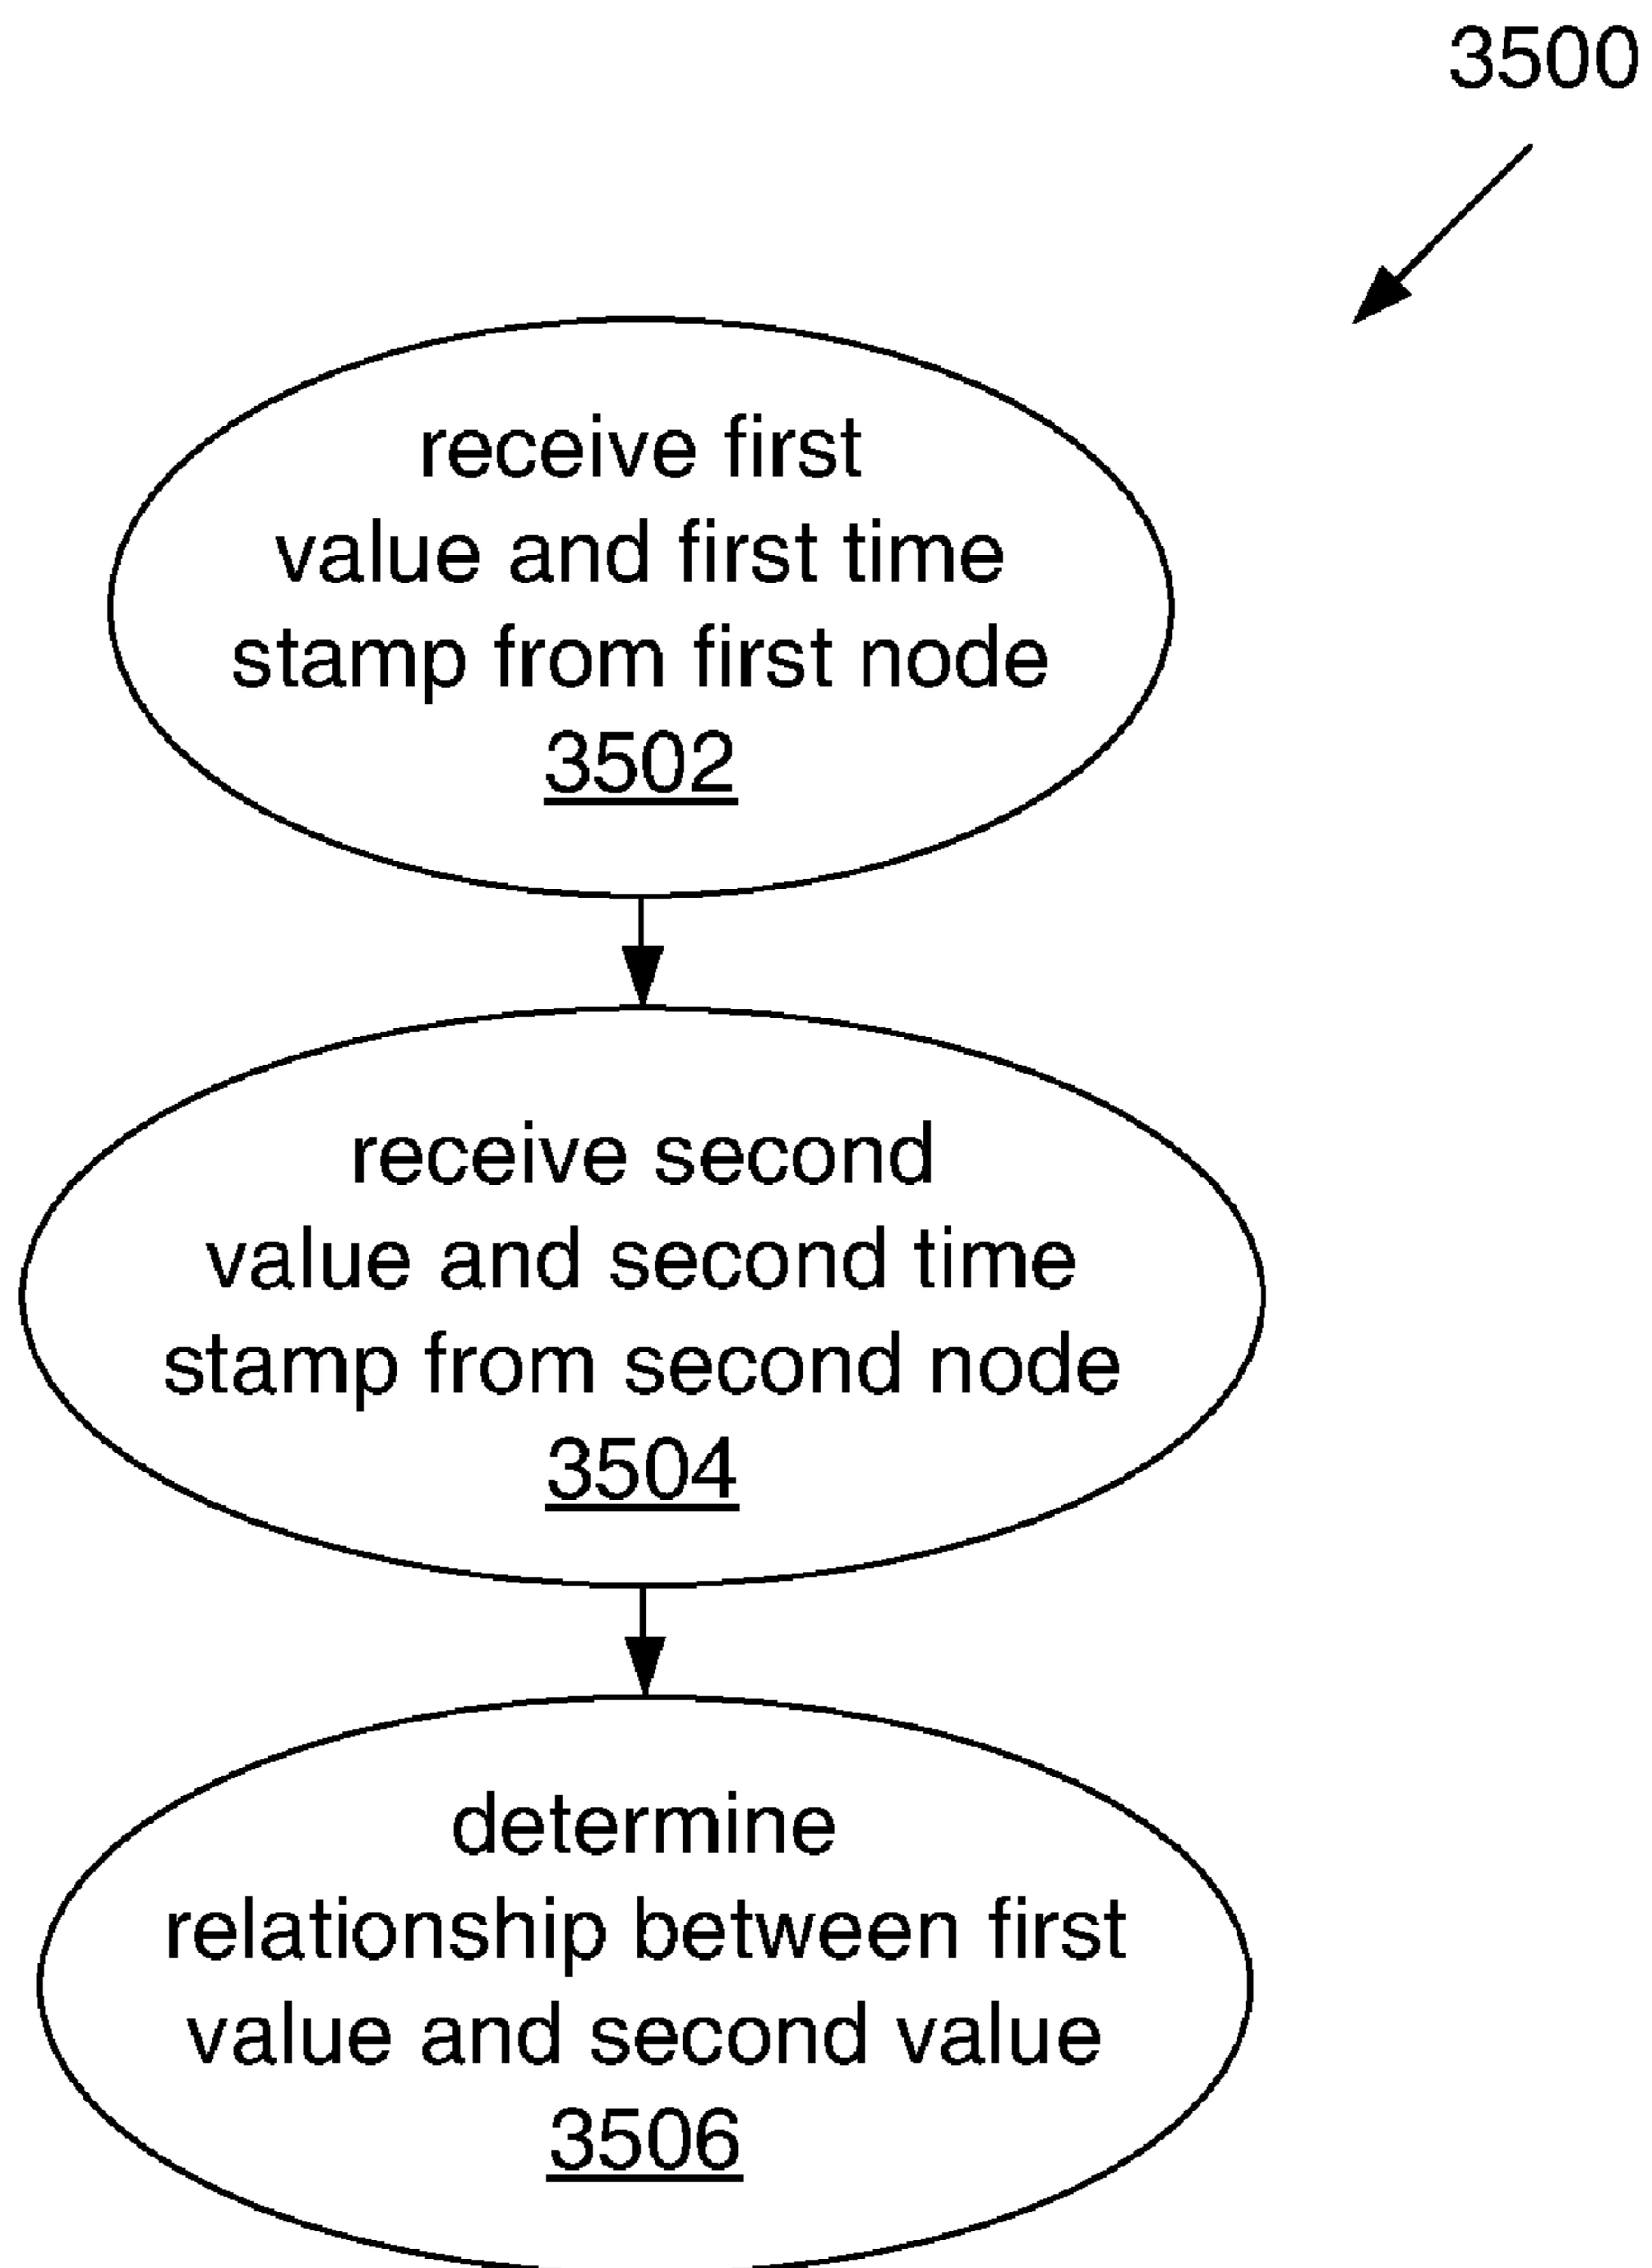 3500
receive first
value and first time
stamp from first node
3502
receive second
value and second time
stamp from second node
3504
determine
relationship between first
value and second value
3506